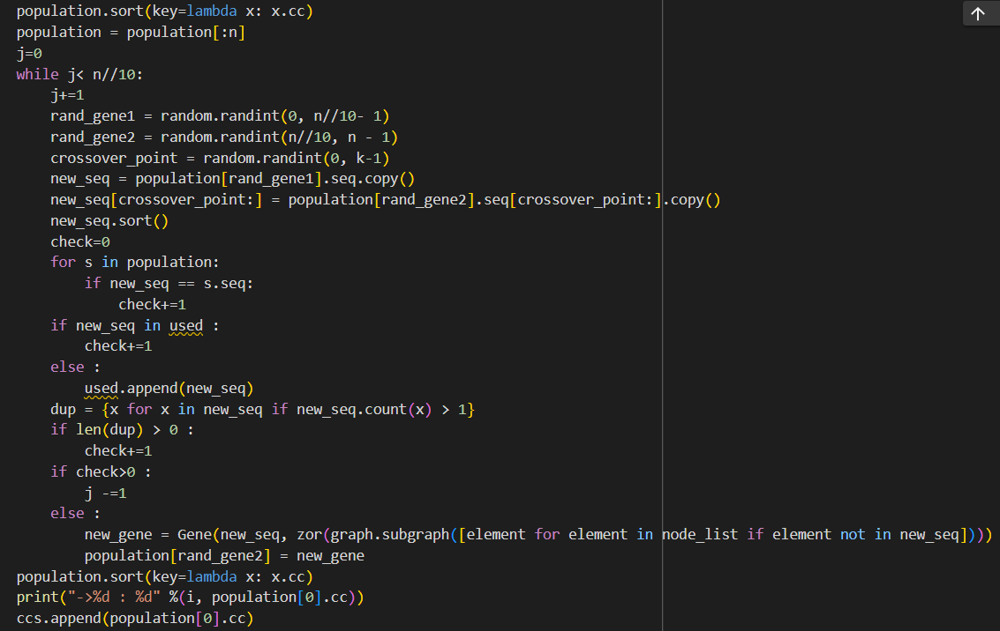 population.sort(key=lambda x: x.cc)
population = population[:n]
j=0
while j< n//10:
    j+=1
    rand_gene1 = random.randint(0, n//10- 1)
    rand_gene2 = random.randint(n//10, n - 1)
    crossover_point = random.randint(0, k-1)
    new_seq = population[rand_gene1].seq.copy()
    new_seq[crossover_point:] = population[rand_gene2].seq[crossover_point:].copy()
    new_seq.sort()
    check=0
    for s in population:
        if new_seq == s.seq:
            check+=1
    if new_seq in used :
        check+=1
    else :
        used.append(new_seq)
    dup = {x for x in new_seq if new_seq.count(x) > 1}
    if len(dup) > 0 :
        check+=1
    if check>0 :
        j -=1
    else :
        new_gene = Gene(new_seq, zor(graph.subgraph([element for element in node_list if element not in new_seq])))
        population[rand_gene2] = new_gene
population.sort(key=lambda x: x.cc)
print("->%d : %d" %(i, population[0].cc))
ccs.append(population[0].cc)